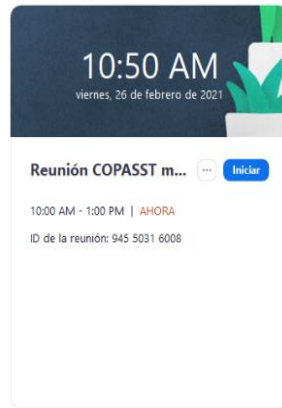 10:50 AM
viernes, 26 de febrero de 2021
Reunión COPASST m... ... Iniciar
10:00 AM - 1:00 PM | AHORA
ID de la reunión: 945 5031 6008